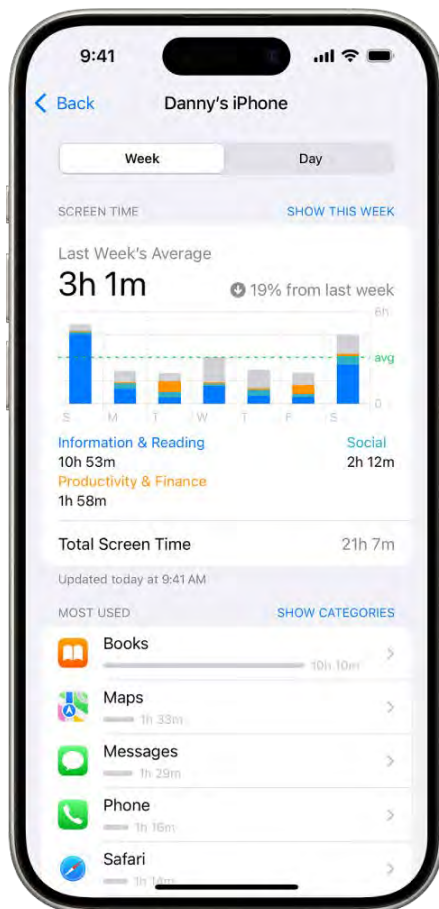 9:41
Back
Danny's iPhone
Week Day
SCREEN TIME SHOW THIS WEEK
Last Week's Average
3h 1m 19% from last week
6h
avg
0
S M T W T F S
Information & Reading Social
10h 53m 2h 12m
Productivity & Finance
1h 58m
Total Screen Time 21h 7m
Updated today at 9:41 AM
MOST USED SHOW CATEGORIES
Books
10h 10m
Maps
1h 33m
Messages
1h 29m
Phone
1h 16m
Safari
1h 14m